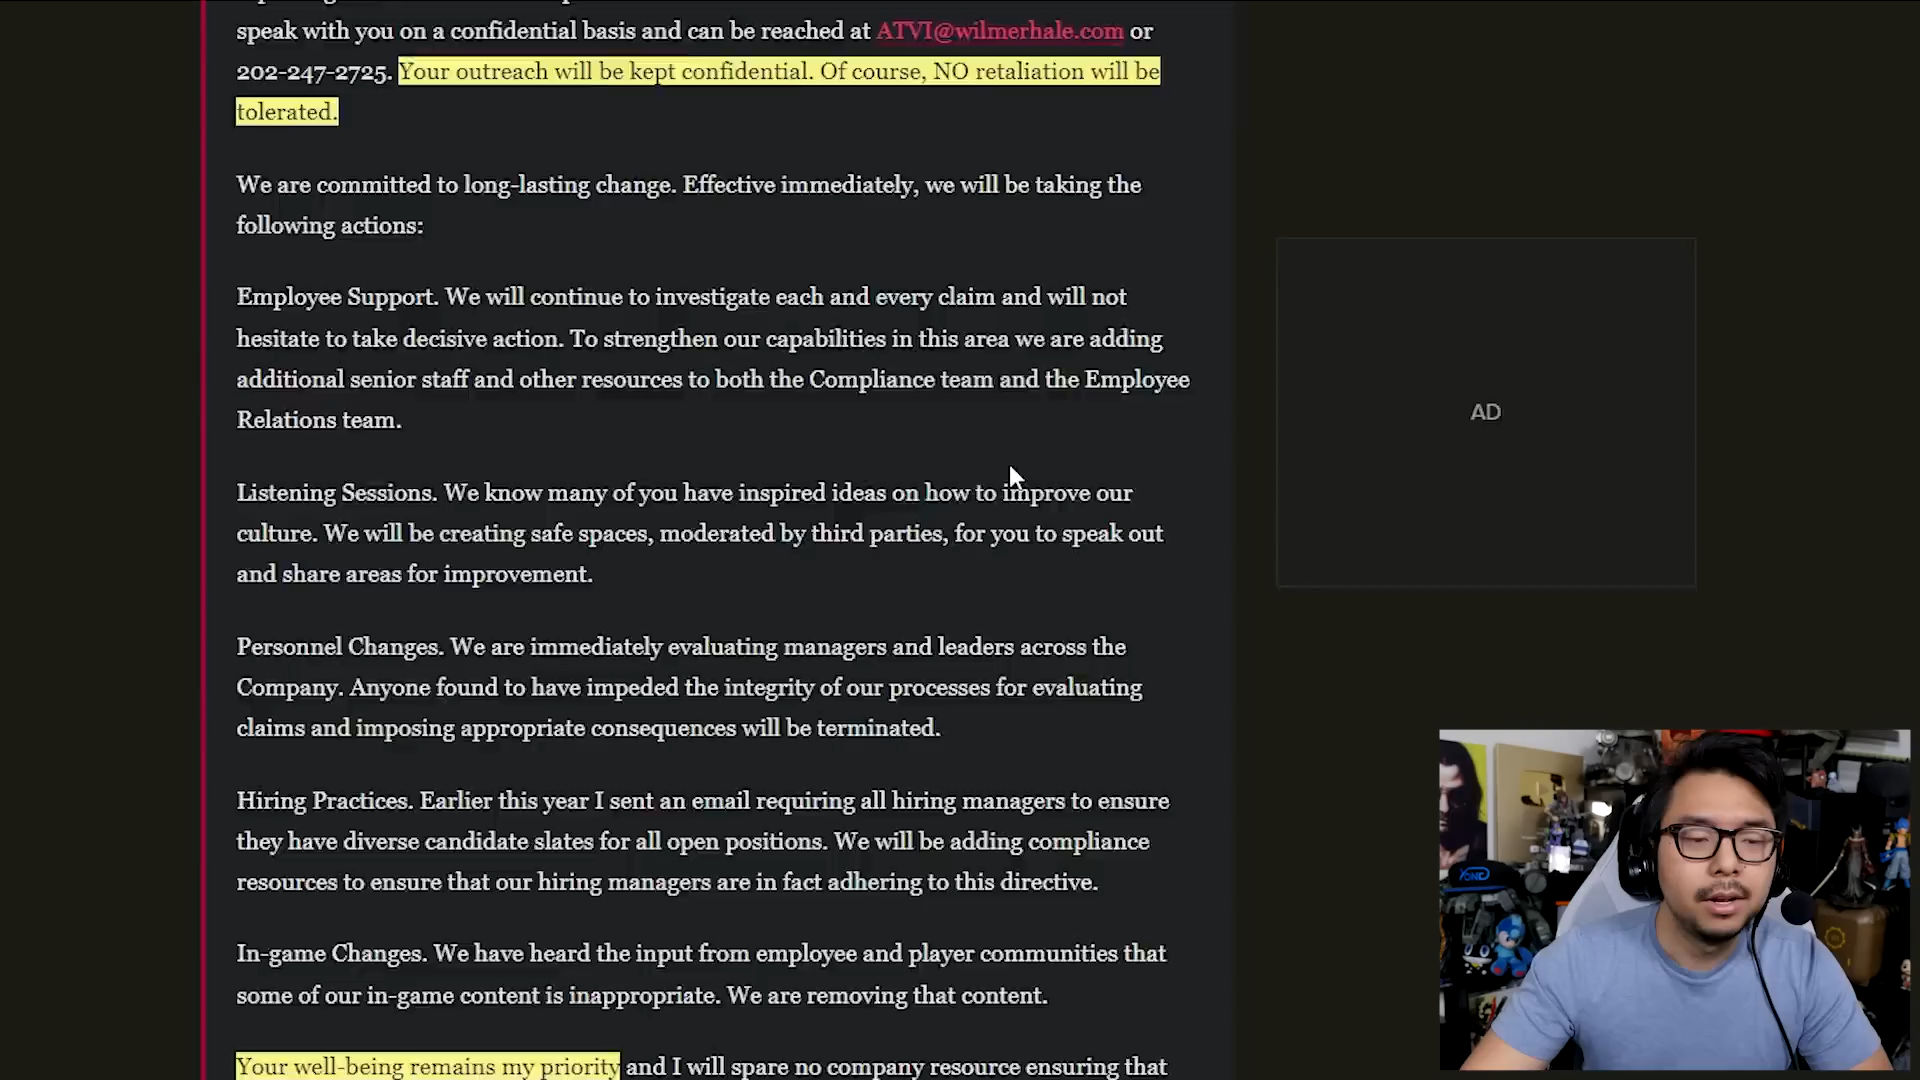 speak with you on a confidential basis and can be reached at ATVI@wilmerhale.com or
202-247-2725. Your outreach will be kept confidential. Of course, NO retaliation will be
tolerated.
We are committed to long-lasting change. Effective immediately, we will be taking the
following actions:
Employee Support. We will continue to investigate each and every claim and will not
hesitate to take decisive action. To strengthen our capabilities in this area we are adding
additional senior staff and other resources to both the Compliance team and the Employee
Relations team.
Listening Sessions. We know many of you have inspired ideas on how to improve our
culture. We will be creating safe spaces, moderated by third parties, for you to speak out
and share areas for improvement.
Personnel Changes. We are immediately evaluating managers and leaders across the
Company. Anyone found to have impeded the integrity of our processes for evaluating
claims and imposing appropriate consequences will be terminated.
Hiring Practices. Earlier this year I sent an email requiring all hiring managers to ensure
they have diverse candidate slates for all open positions. We will be adding compliance
resources to ensure that our hiring managers are in fact adhering to this directive.
In-game Changes. We have heard the input from employee and player communities that
some of our in-game content is inappropriate. We are removing that content.
Your well-being remains my priority and I will spare no company resource ensuring that
AD